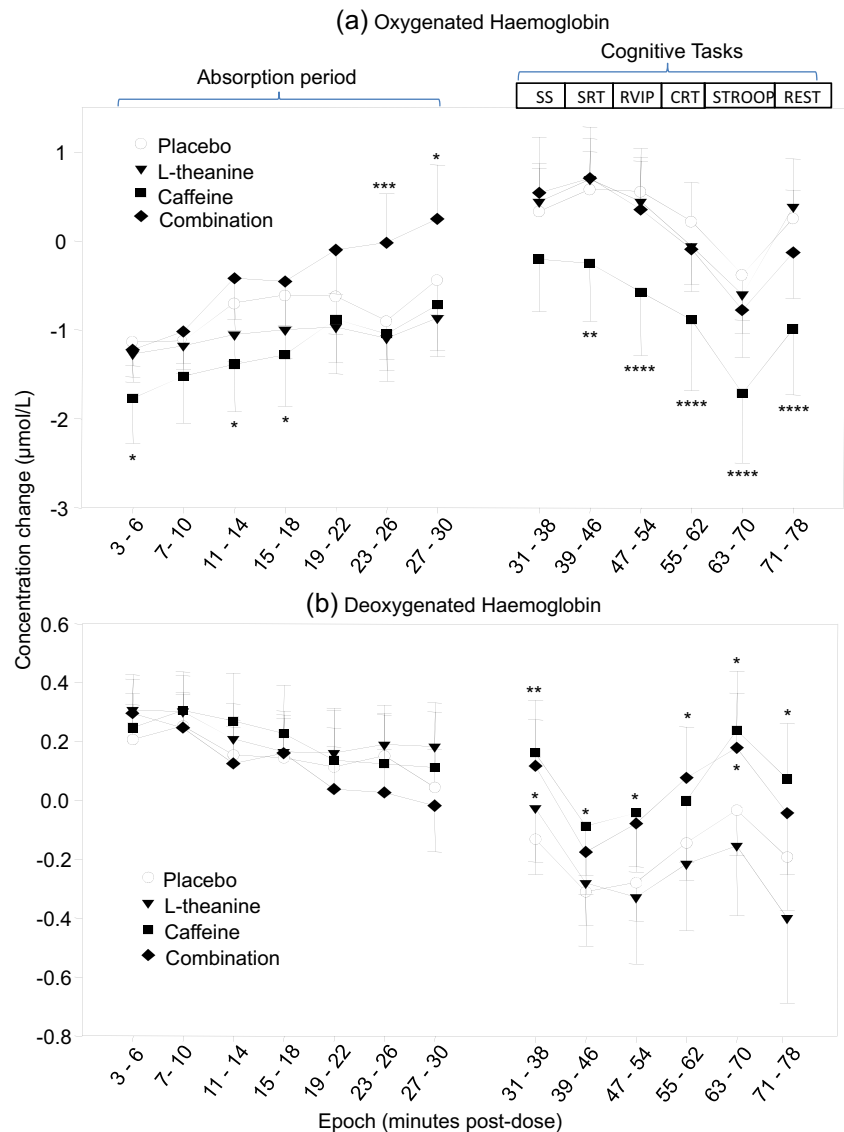 (a) Oxygenated Haemoglobin
Cognitive Tasks
Absorption period
SS SRT RVIP CRT STROOP REST
Placebo
L-theanine
Caffeine
Combination
1
0
-1
-2
-3
* * * *** *
** **** **** **** ****
3 - 6 7- 10 11 - 14 15 - 18 19 - 22 23 - 26 27 - 30 31 - 38 39 - 46 47 - 54 55 - 62 63 - 70 71 - 78
Concentration change (µmol/L)
(b) Deoxygenated Haemoglobin
0.6
0.4
0.2
0.0
-0.2
-0.4
-0.6
-0.8
** * * * * * * *
Placebo
L-theanine
Caffeine
Combination
3 - 6 7- 10 11 - 14 15 - 18 19 - 22 23 - 26 27 - 30 31 - 38 39 - 46 47 - 54 55 - 62 63 - 70 71 - 78
Epoch (minutes post-dose)